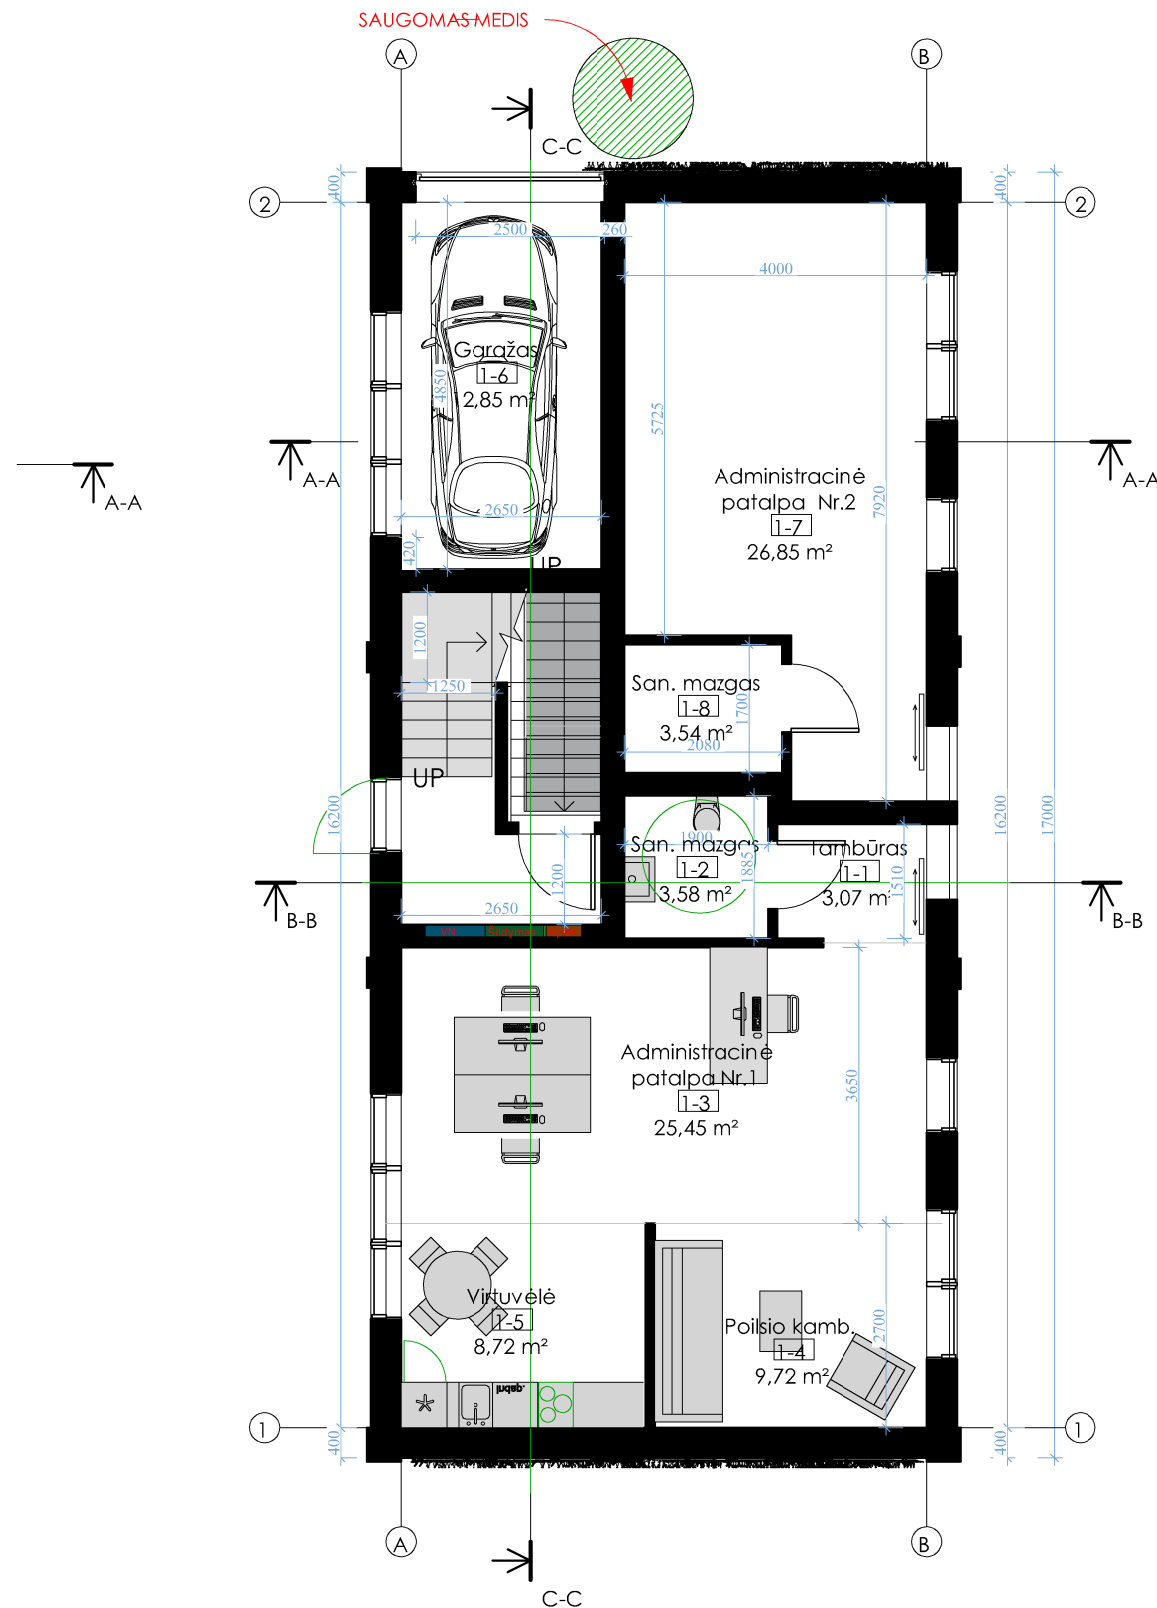 SAUGOMAS MEDIS
A
B
C-C
400
400
2
2
2500
260
4000
Garažas
1-6
2,85 m²
4850
5725
7920
A-A
A-A
A-A
Administracinė
patalpa Nr.2
1-7
26,85 m²
2650
420
UP
1200
1250
San. mazgas
1-8
3,54 m²
1700
2080
UP
16200
16200
17000
1900
San. mazgas
1-2
3,58 m²
1885
Tambūras
1-1
3,07 m²
1510
1200
B-B
B-B
2650
VN
Šildymas
Administracinė
patalpa Nr.1
1-3
25,45 m²
3650
Virtuvėlė
1-5
8,72 m²
Poilsio kamb.
1-4
9,72 m²
2700
Indap.
1
1
400
400
A
B
C-C